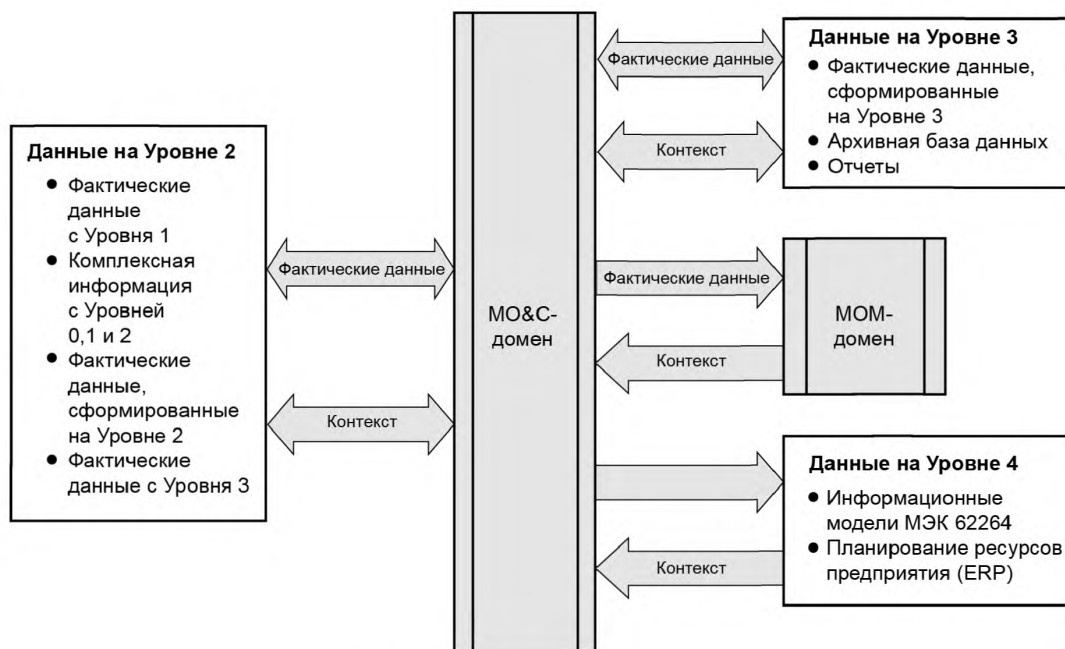 Данные на Уровне 2
● Фактические
данные
с Уровня 1
● Комплексная
информация
с Уровней
0,1 и 2
● Фактические
данные,
сформированные
на Уровне 2
● Фактические
данные с Уровня 3
Фактические данные
Контекст
МО&С-
домен
Фактические данные
Контекст
Фактические данные
Контекст
Контекст
Данные на Уровне 3
● Фактические данные,
сформированные
на Уровне 3
● Архивная база данных
● Отчеты
МОМ-
домен
Данные на Уровне 4
● Информационные
модели МЭК 62264
● Планирование ресурсов
предприятия (ERP)